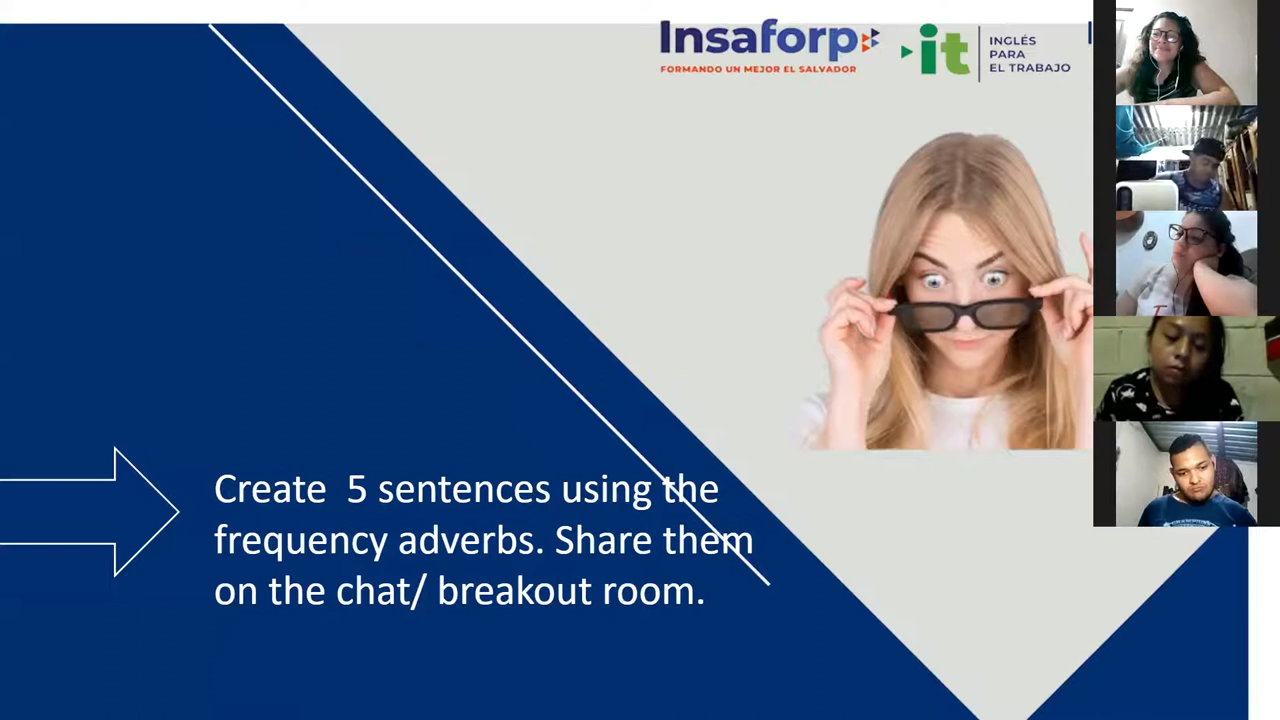 Insaforp
FORMANDO UN MEJOR EL SALVADOR
it
INGLÉS
PARA
EL TRABAJO
Create 5 sentences using the
frequency adverbs. Share them
on the chat/ breakout room.